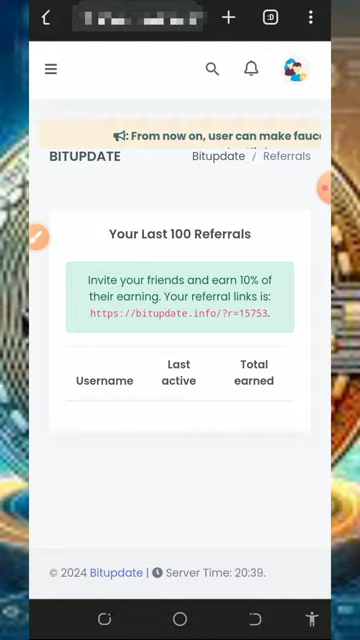 :D
From now on, user can make fauc
BITUPDATE
Bitupdate / Referrals
Your Last 100 Referrals
Invite your friends and earn 10% of
their earning. Your referral links is:
https://bitupdate.info/?r=15753.
Username
Last
active
Total
earned
© 2024 Bitupdate | Server Time: 20:39.